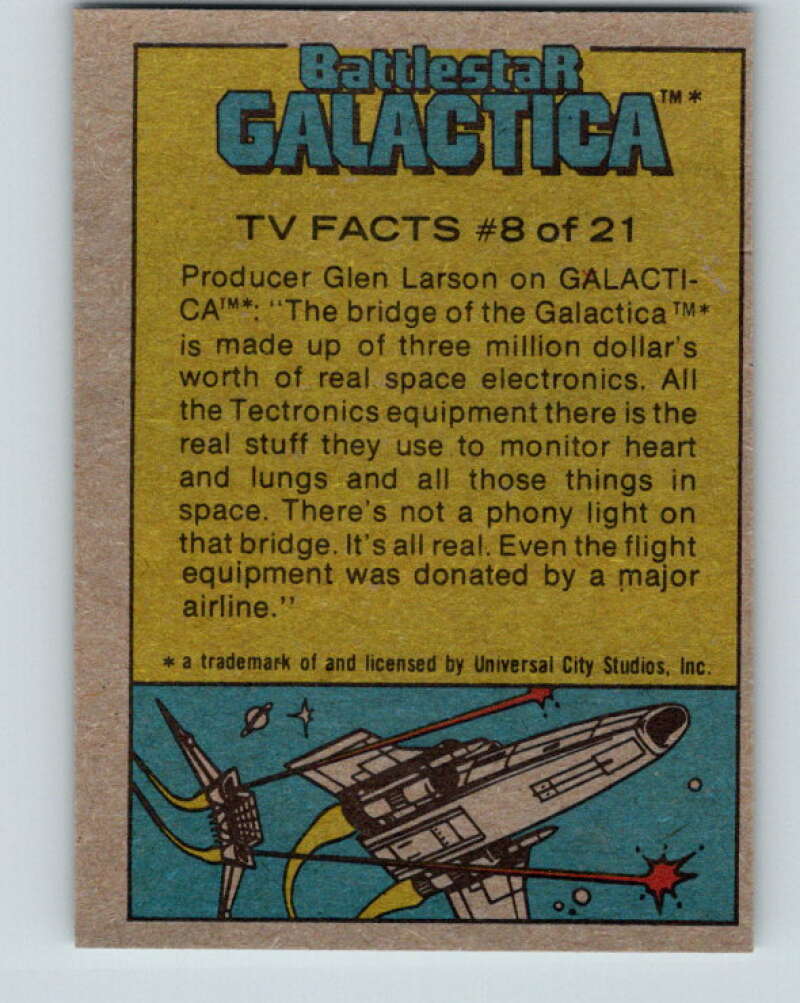 BattlestaR
GALACTICA™*
TV FACTS #8 of 21
Producer Glen Larson on GALACTI-
CA™*: "The bridge of the Galactica™*
is made up of three million dollar's
worth of real space electronics. All
the Tectronics equipment there is the
real stuff they use to monitor heart
and lungs and all those things in
space. There's not a phony light on
that bridge. It's all real. Even the flight
equipment was donated by a major
airline."
* a trademark of and licensed by Universal City Studios, Inc.